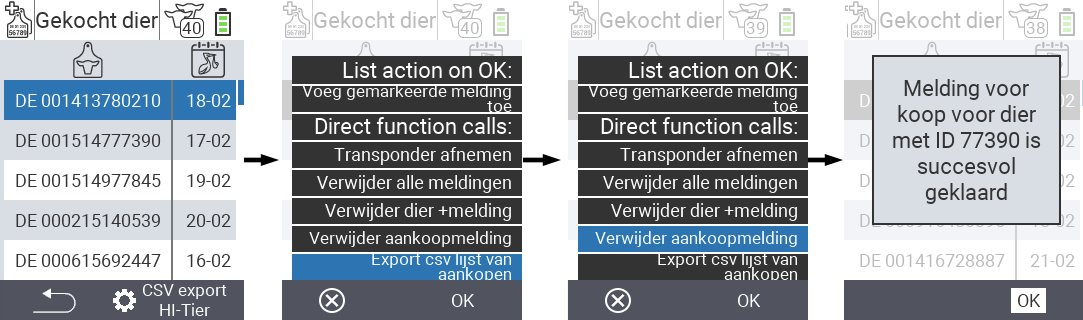 Gekocht dier
40
56789
DE 001413780210 18-02
DE 001514777390 17-02
DE 001514977845 19-02
DE 000215140539 20-02
DE 000615692447 16-02
CSV export
HI-Tier
Gekocht dier
40
56789
List action on OK:
Voeg gemarkeerde melding
toe
Direct function calls:
Transponder afnemen
Verwijder alle meldingen
Verwijder dier +melding
Verwijder aankoopmelding
Export csv lijst van
aankopen
OK
Gekocht dier
39
56789
List action on OK:
Voeg gemarkeerde melding
toe
Direct function calls:
Transponder afnemen
Verwijder alle meldingen
Verwijder dier +melding
Verwijder aankoopmelding
Export csv lijst van
aankopen
OK
Gekocht dier
38
56789
Melding voor
koop voor dier
met ID 77390 is
succesvol
geklaard
DE 001416728887 21-02
OK